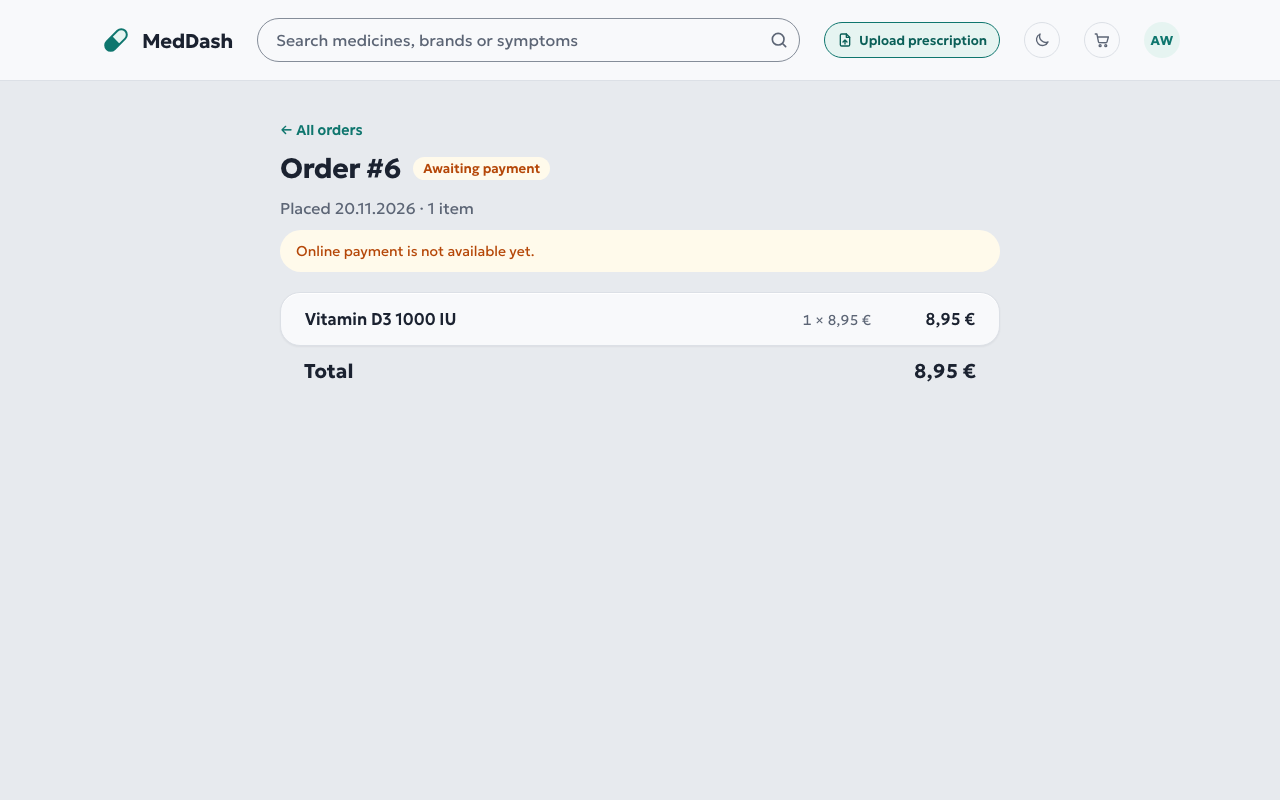 MedDash
Search medicines, brands or symptoms
Upload prescription
AW
← All orders
Order #6
Awaiting payment
Placed 20.11.2026 · 1 item
Online payment is not available yet.
Vitamin D3 1000 IU 1 × 8,95 € 8,95 €
Total 8,95 €